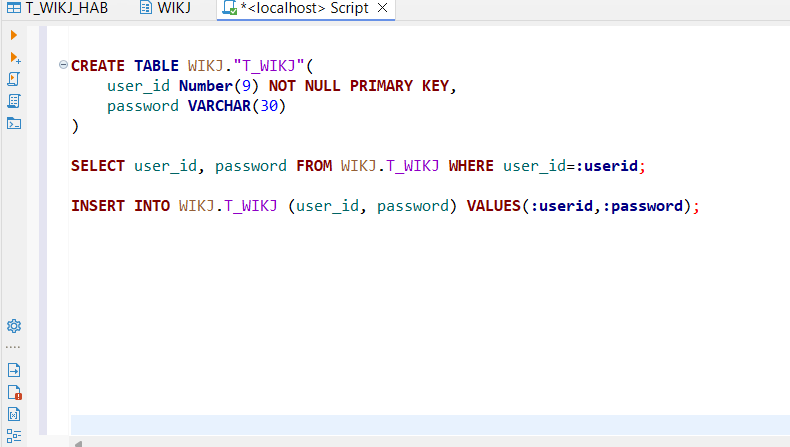 T_WIKJ_HAB WIKJ *<localhost> Script
CREATE TABLE WIKJ."T_WIKJ"(
user_id Number(9) NOT NULL PRIMARY KEY,
password VARCHAR(30)
)
SELECT user_id, password FROM WIKJ.T_WIKJ WHERE user_id=:userid;
INSERT INTO WIKJ.T_WIKJ (user_id, password) VALUES(:userid,:password);